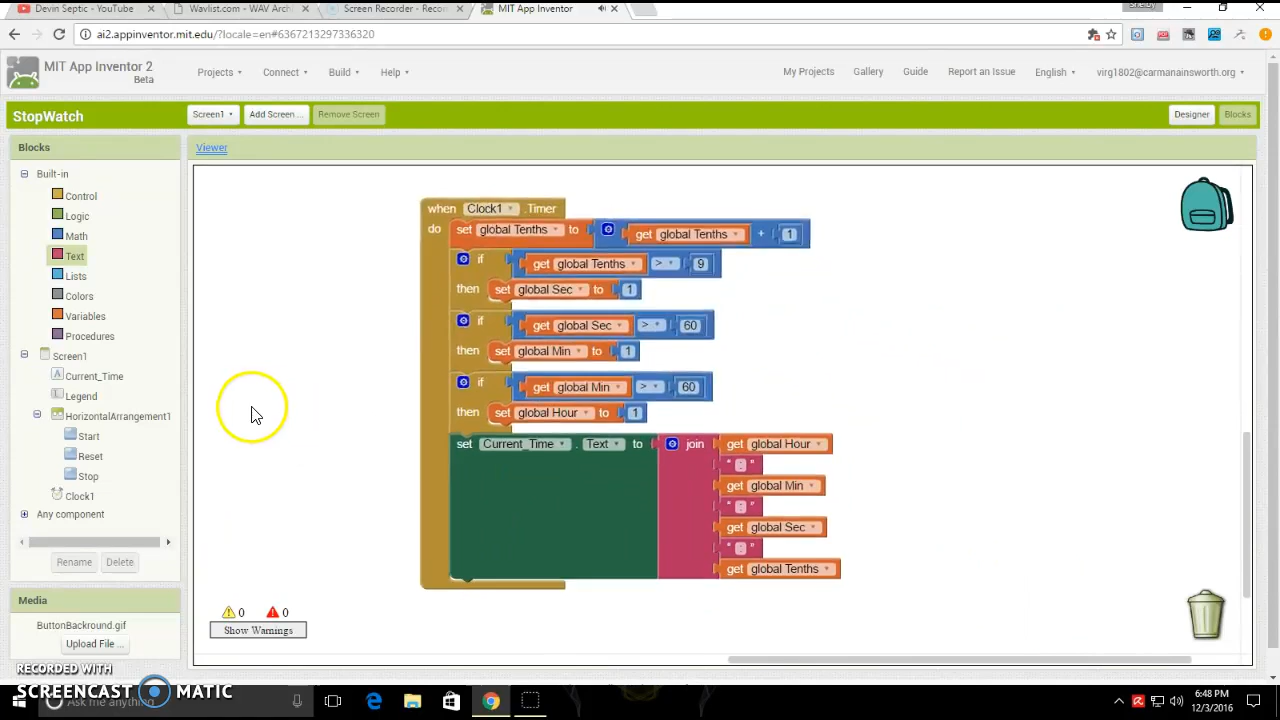 Devin Septic - YouTube
Wavlist.com - WAV Arch
Screen Recorder - Recor
MIT App Inventor
Shelby
ai2.appinventor.mit.edu/?locale=en#6367213297336320
MIT App Inventor 2
Beta
Projects
Connect
Build
Help
My Projects
Gallery
Guide
Report an Issue
English
virg1802@carmanainsworth.org
StopWatch
Screen1
Add Screen...
Remove Screen
Designer
Blocks
Blocks
Viewer
Built-in
Control
Logic
Math
Text
Lists
Colors
Variables
Procedures
Screen1
Current_Time
Legend
HorizontalArrangement1
Start
Reset
Stop
Clock1
Any component
Rename
Delete
Media
ButtonBackround.gif
Upload File ...
when Clock1 .Timer
do set global Tenths to get global Tenths + 1
if get global Tenths > 9
then set global Sec to 1
if get global Sec > 60
then set global Min to 1
if get global Min > 60
then set global Hour to 1
set Current_Time . Text to join get global Hour
" : "
get global Min
" : "
get global Sec
" : "
get global Tenths
0 0
Show Warnings
RECORDED WITH
SCREENCAST MATIC
Ask me anything
6:48 PM
12/3/2016